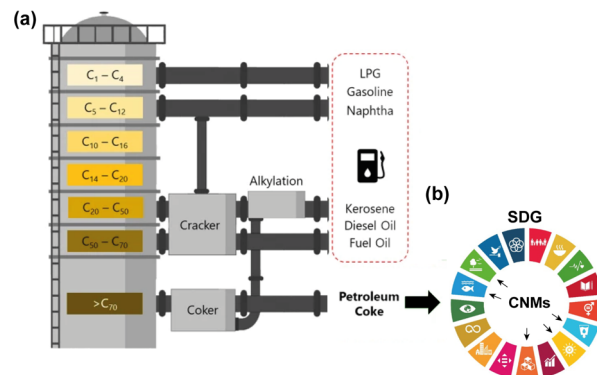 (a)
C₁ – C₄
C₅ – C₁₂
C₁₀ – C₁₆
C₁₄ – C₂₀
C₂₀ – C₅₀
C₅₀ – C₇₀
>C₇₀
Cracker
Alkylation
Coker
LPG
Gasoline
Naphtha
Kerosene
Diesel Oil
Fuel Oil
Petroleum
Coke
(b)
SDG
CNMs